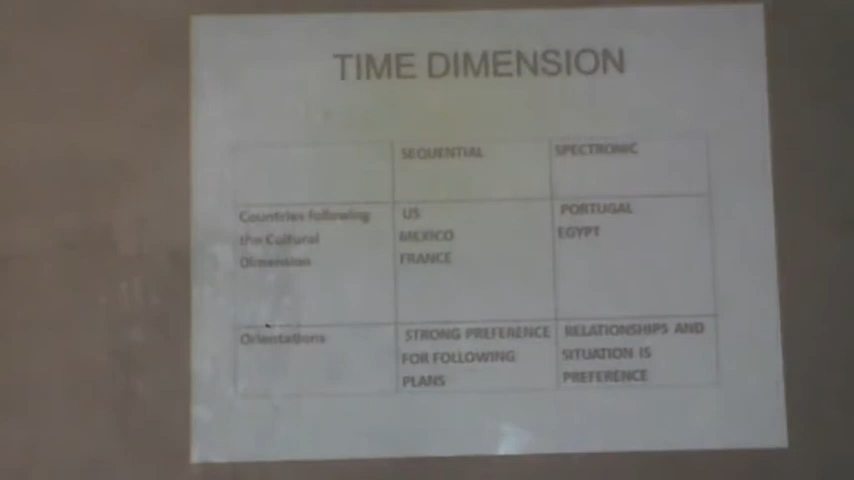 TIME DIMENSION
SEQUENTIAL
SPECTRONIC
Countries following
the Cultural
Dimension
US
MEXICO
FRANCE
PORTUGAL
EGYPT
Orientations
STRONG PREFERENCE
FOR FOLLOWING
PLANS
RELATIONSHIPS AND
SITUATION IS
PREFERENCE